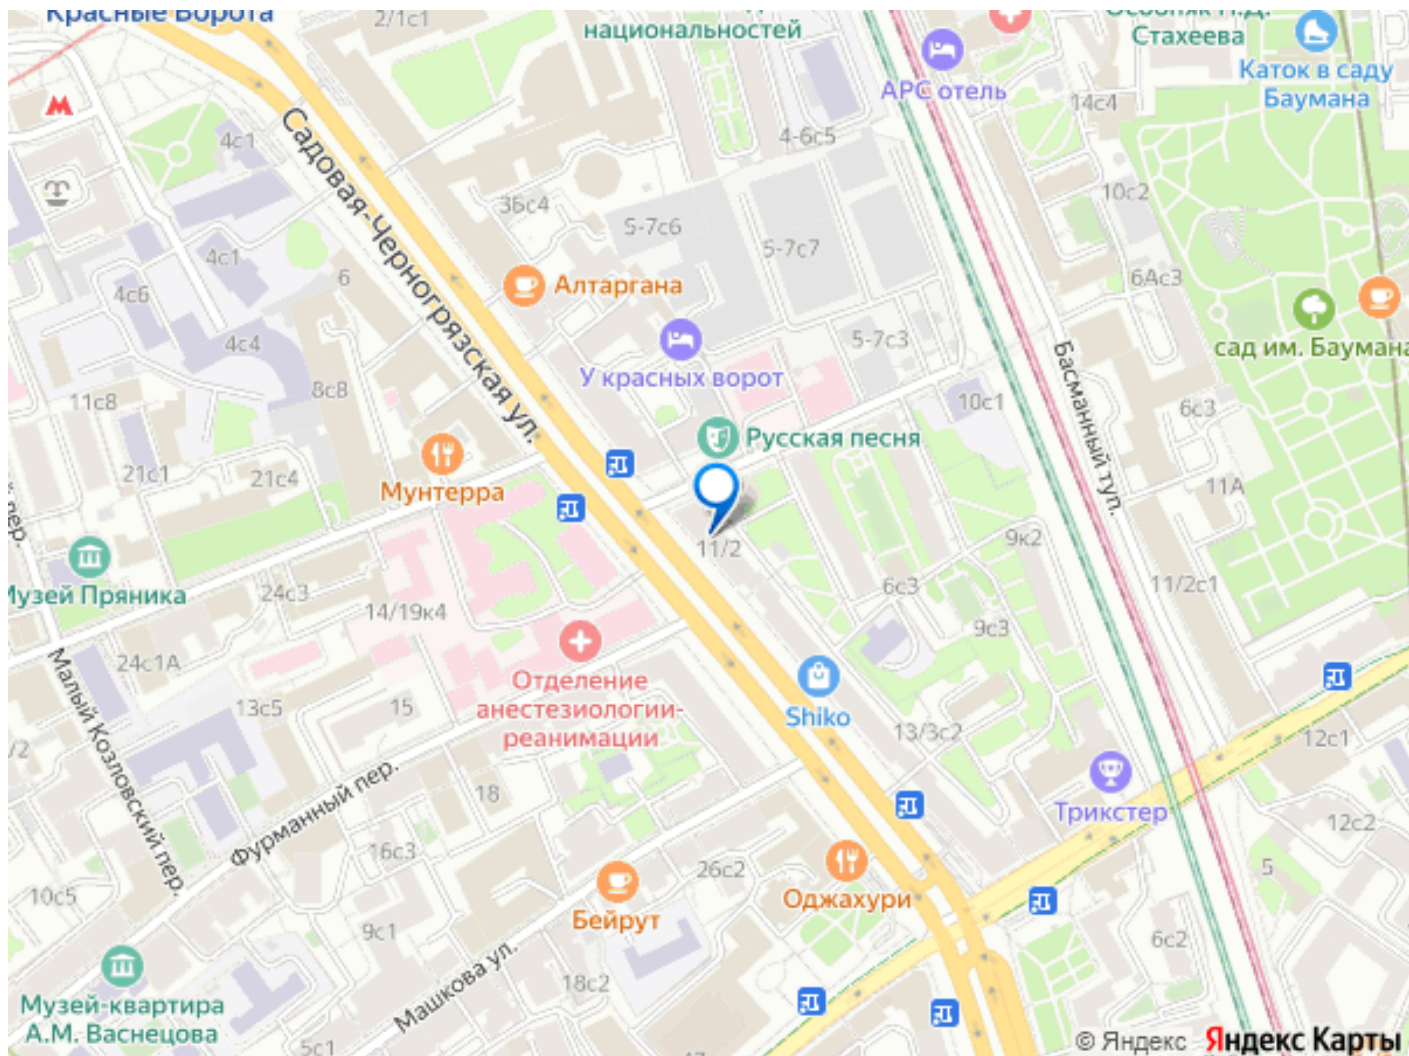 Красные Ворота
2/1с1
национальностей
Стахеева
АРС отель
Каток в саду
Баумана
14с4
4с1
4-6с5
10с2
3Бс4
5-7с6
5-7с7
Садовая-Черногрязская ул.
4с1
6
4с6
Алтаргана
6Ас3
4с4
5-7с3
сад им. Баумана
У красных ворот
8с8
11с8
10с1
6с3
Басманный туп.
Русская песня
21с1
21с4
Мунтерра
11А
пер.
11/2
9к2
Музей Пряника
24с3
14/19к4
6с3
11/2с1
9с3
24с1А
Отделение
анестезиологии-
реанимации
13с5
15
Shiko
13/3с2
12с1
/2
Малый Козловский пер.
18
Фурманный пер.
Трикстер
12с2
16с3
26с2
5
10с5
Оджахури
Бейрут
9с1
6с2
18с2
Машкова ул.
Музей-квартира
А.М. Васнецова
5с1
17
© Яндекс Яндекс Карты